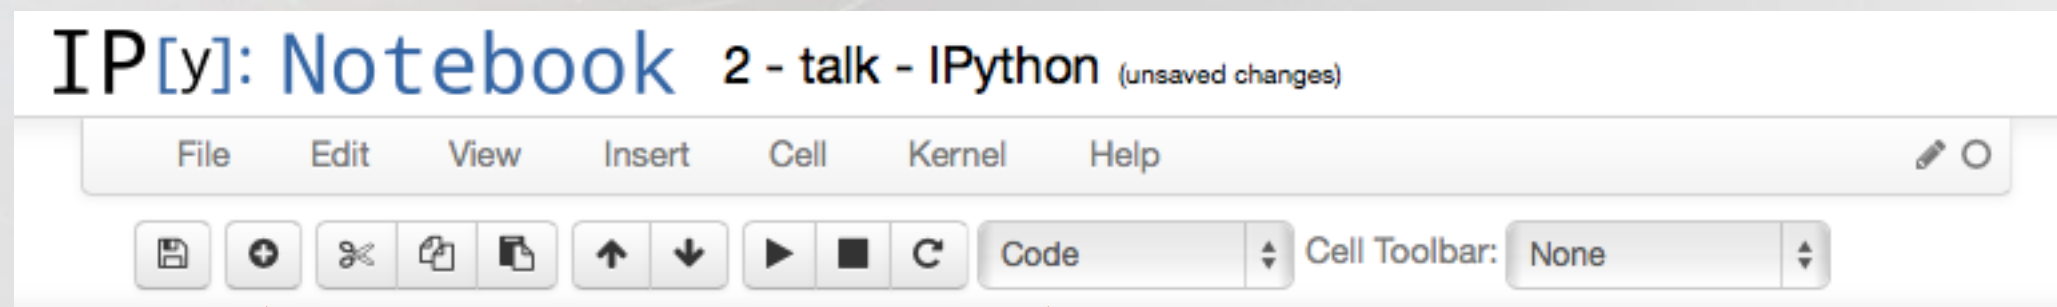 IP[y]: Notebook 2 - talk - IPython (unsaved changes)
File Edit View Insert Cell Kernel Help
Code Cell Toolbar: None